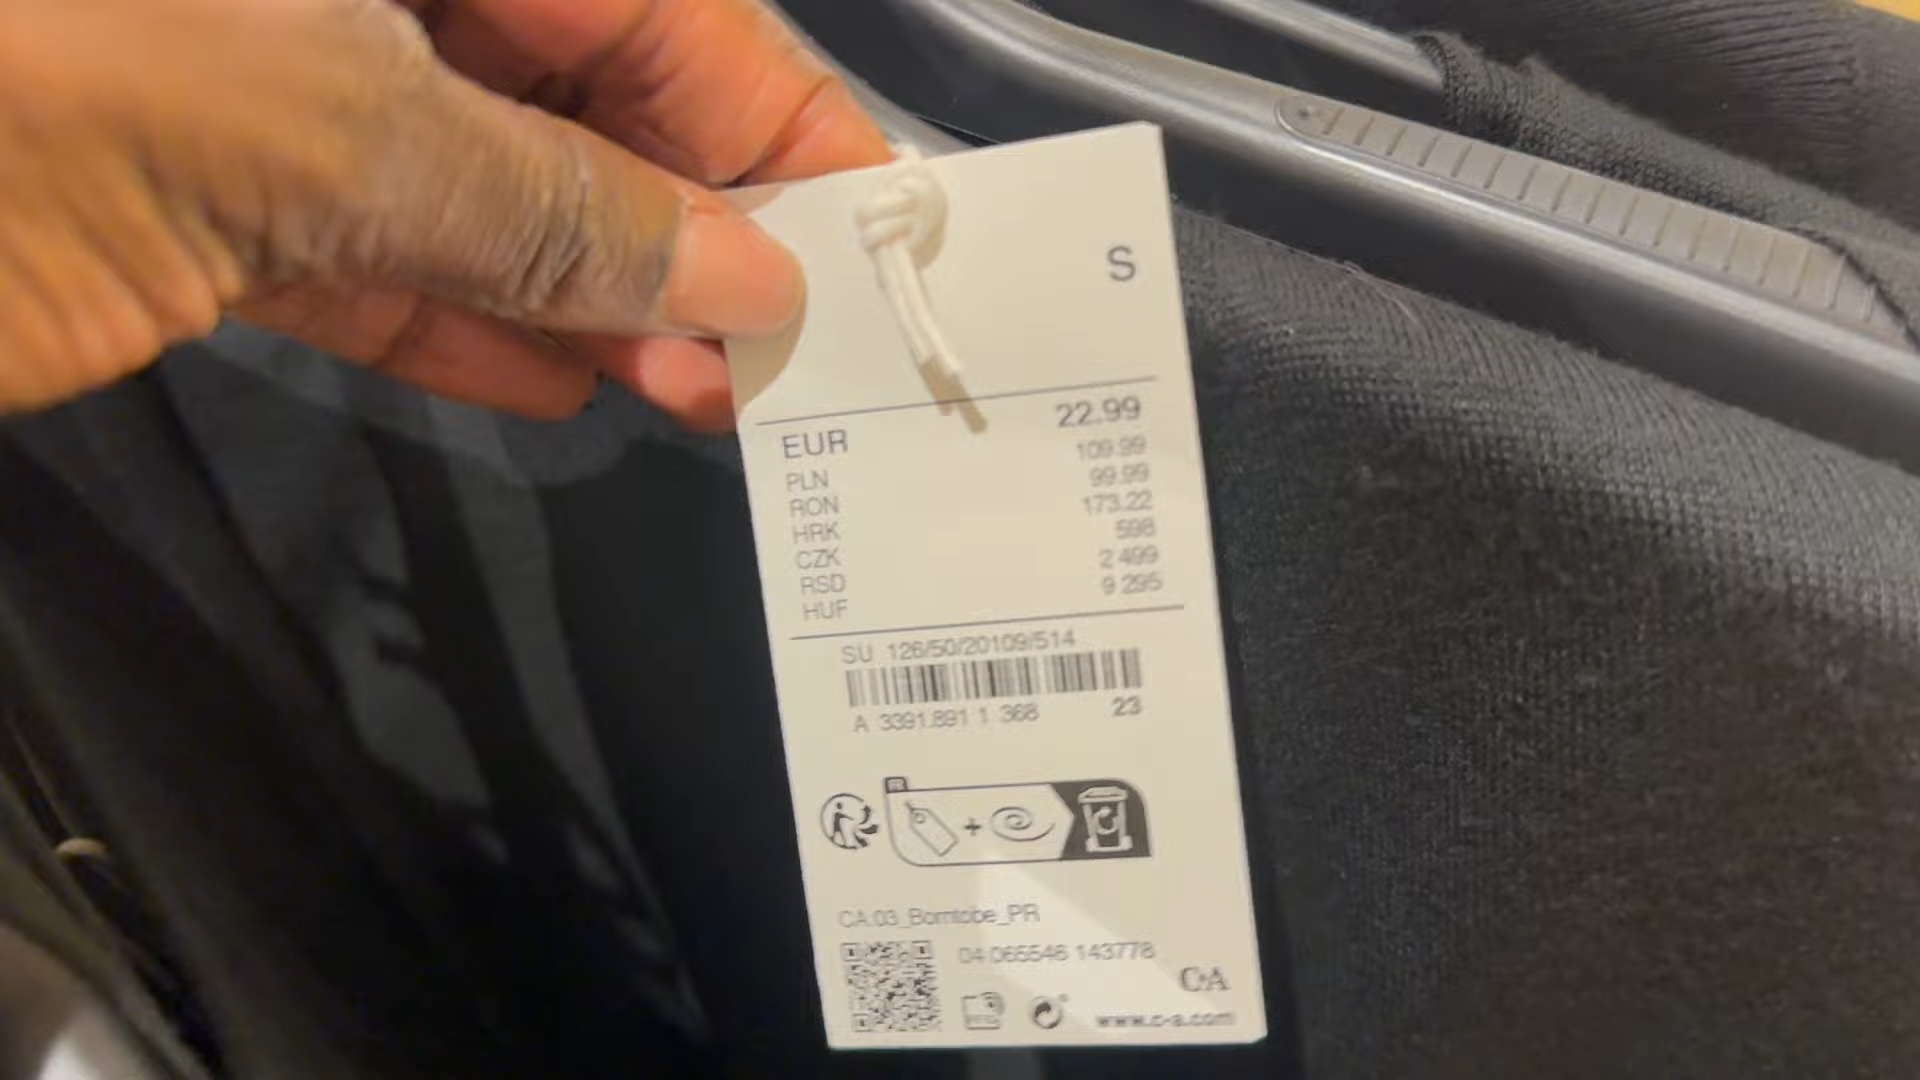 S
EUR 22.99
PLN 109.99
RON 99.99
HRK 173.22
CZK 598
RSD 2 499
HUF 9 295
SU 126/50/20109/514
A 3391.891 1 368 23
FR
CA.03_Borntobe_PR
04 065546 143778
C&A
www.c-a.com